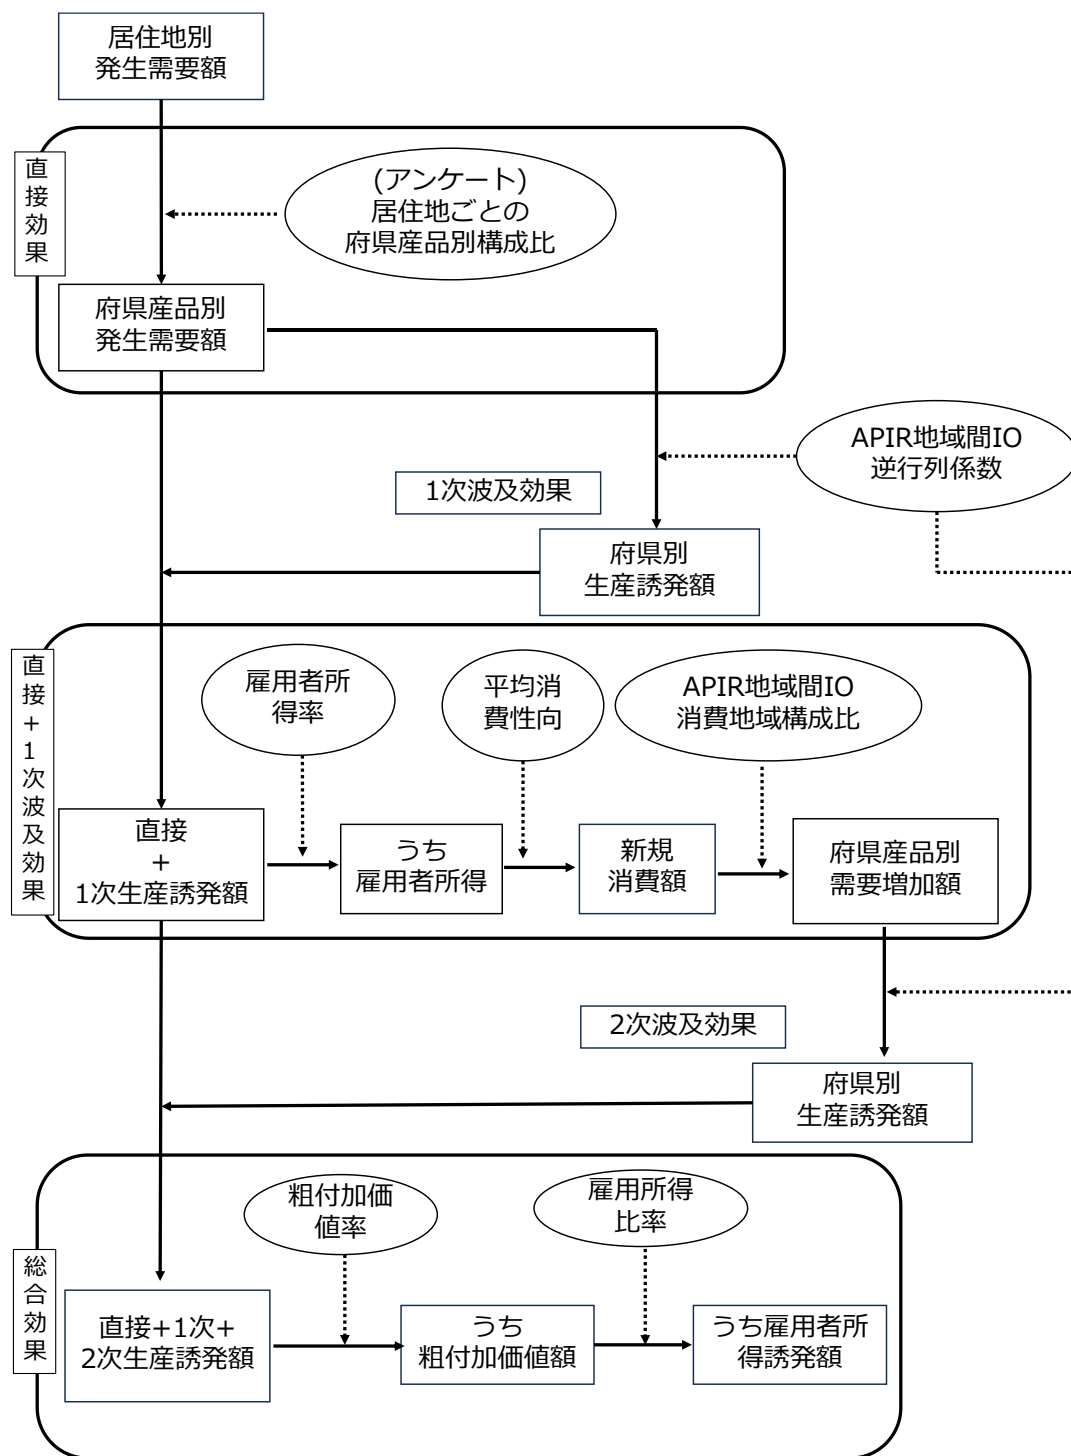 居住地別
発生需要額
直接効果
(アンケート)
居住地ごとの
府県産品別構成比
府県産品別
発生需要額
APIR地域間IO
逆行列係数
1次波及効果
府県別
生産誘発額
直接+1次波及効果
雇用者所
得率
平均消
費性向
APIR地域間IO
消費地域構成比
直接
+
1次生産誘発額
うち
雇用者所得
新規
消費額
府県産品別
需要増加額
2次波及効果
府県別
生産誘発額
総合効果
粗付加価
値率
雇用所得
比率
直接+1次+
2次生産誘発額
うち
粗付加価値額
うち雇用者所
得誘発額